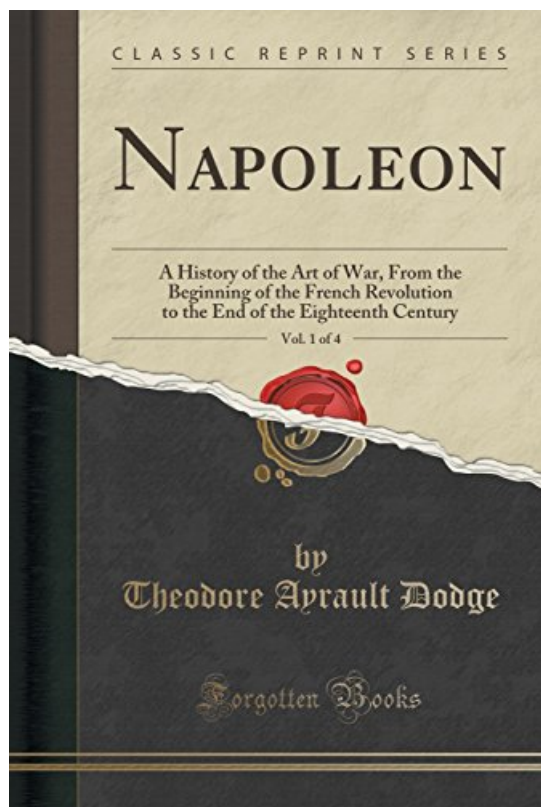 CLASSIC REPRINT SERIES
NAPOLEON
A History of the Art of War, From the
Beginning of the French Revolution
to the End of the Eighteenth Century
Vol. 1 of 4
F
by
Theodore Ayrault Dodge
Forgotten Books